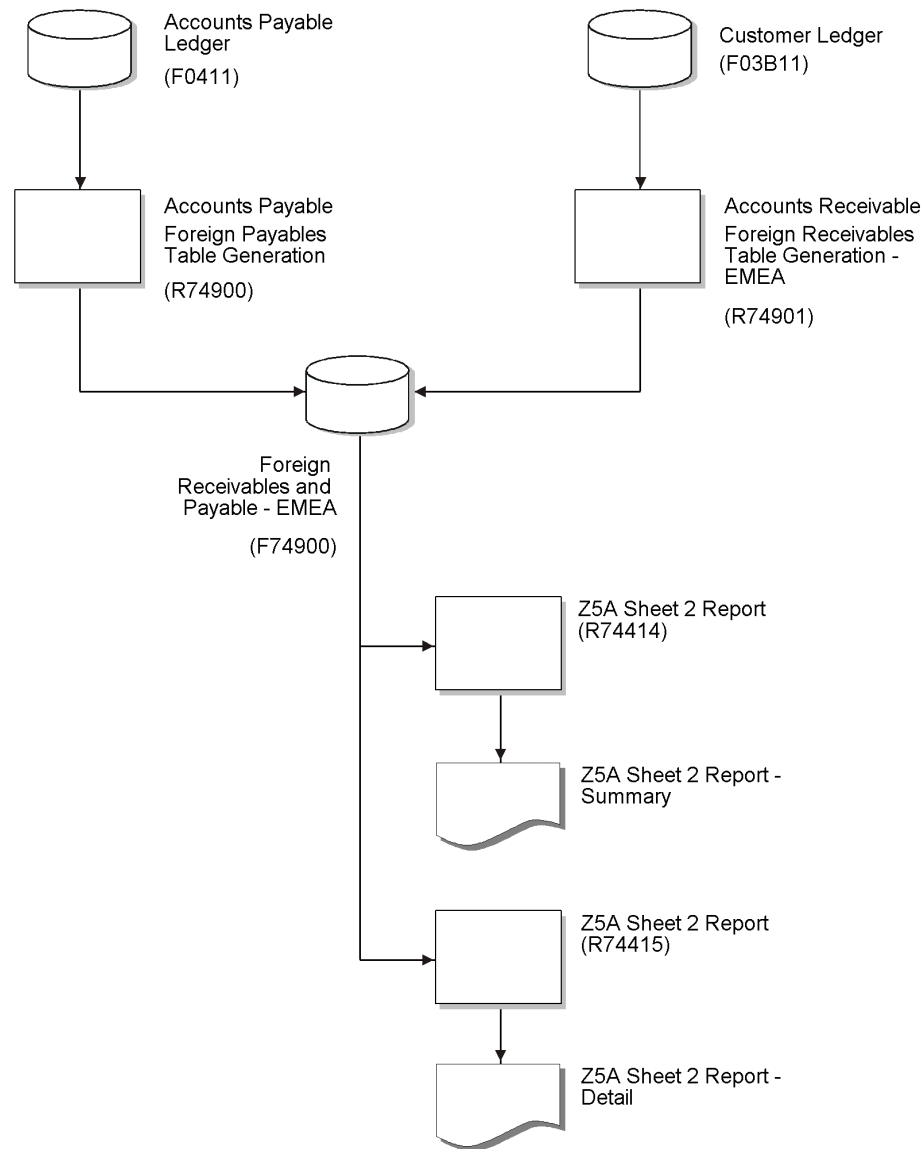 Accounts Payable
Ledger
(F0411)
Customer Ledger
(F03B11)
Accounts Payable
Foreign Payables
Table Generation
(R74900)
Accounts Receivable
Foreign Receivables
Table Generation -
EMEA
(R74901)
Foreign
Receivables and
Payable - EMEA
(F74900)
Z5A Sheet 2 Report
(R74414)
Z5A Sheet 2 Report -
Summary
Z5A Sheet 2 Report
(R74415)
Z5A Sheet 2 Report -
Detail